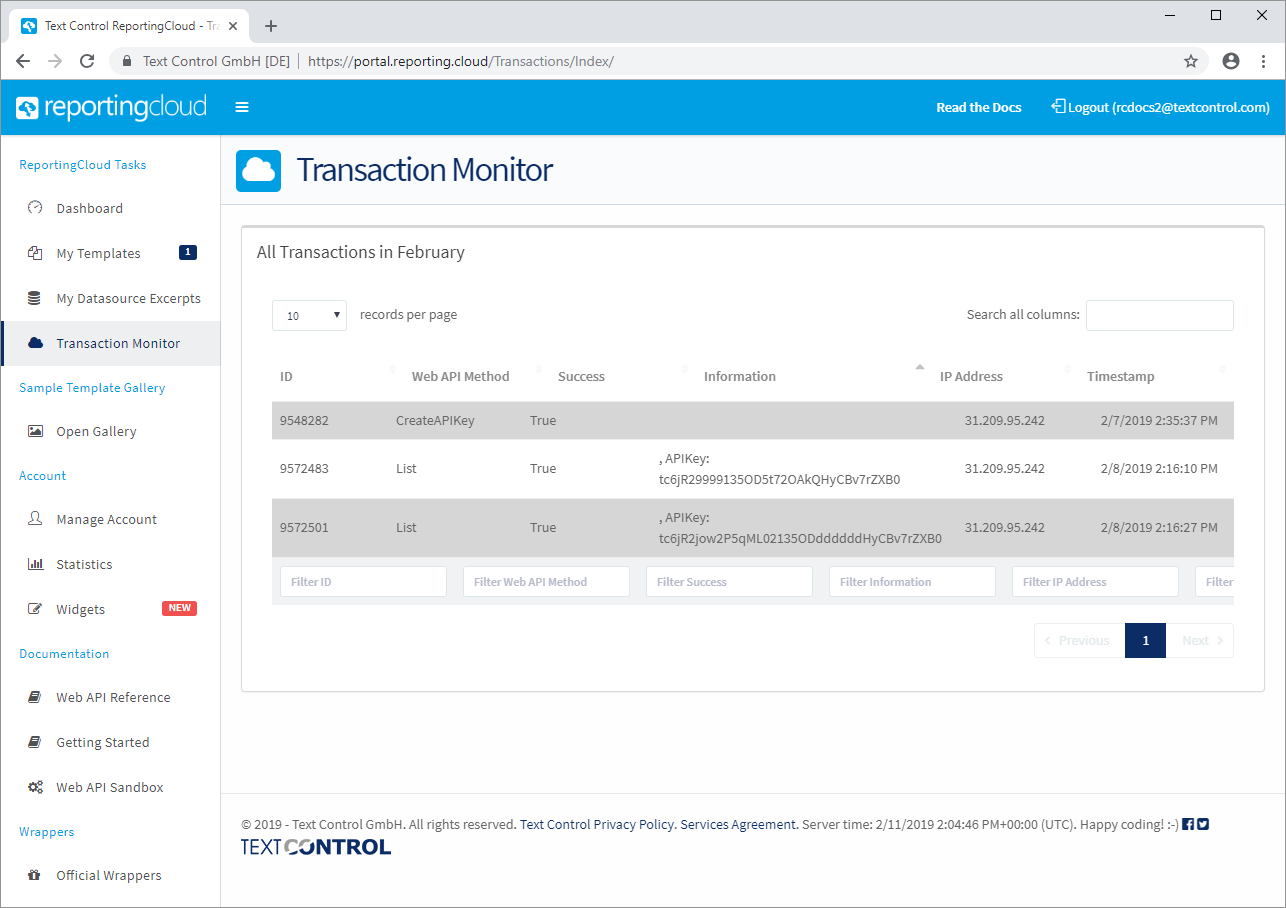 Text Control ReportingCloud - Tra
Text Control GmbH [DE] https://portal.reporting.cloud/Transactions/Index/
reportingcloud Read the Docs Logout (rcdocs2@textcontrol.com)
ReportingCloud Tasks
Dashboard
My Templates 1
My Datasource Excerpts
Transaction Monitor
Sample Template Gallery
Open Gallery
Account
Manage Account
Statistics
Widgets NEW
Documentation
Web API Reference
Getting Started
Web API Sandbox
Wrappers
Official Wrappers
Transaction Monitor
All Transactions in February
10 records per page Search all columns:
ID Web API Method Success Information IP Address Timestamp
9548282 CreateAPIKey True 31.209.95.242 2/7/2019 2:35:37 PM
9572483 List True , APIKey: 31.209.95.242 2/8/2019 2:16:10 PM
tc6jR29999135OD5t72OAkQHyCBv7rZXB0
9572501 List True , APIKey: 31.209.95.242 2/8/2019 2:16:27 PM
tc6jR2jow2P5qML02135ODddddddHyCBv7rZXB0
Filter ID Filter Web API Method Filter Success Filter Information Filter IP Address Filter
Previous 1 Next
© 2019 - Text Control GmbH. All rights reserved. Text Control Privacy Policy. Services Agreement. Server time: 2/11/2019 2:04:46 PM+00:00 (UTC). Happy coding! :-)
TEXT CONTROL